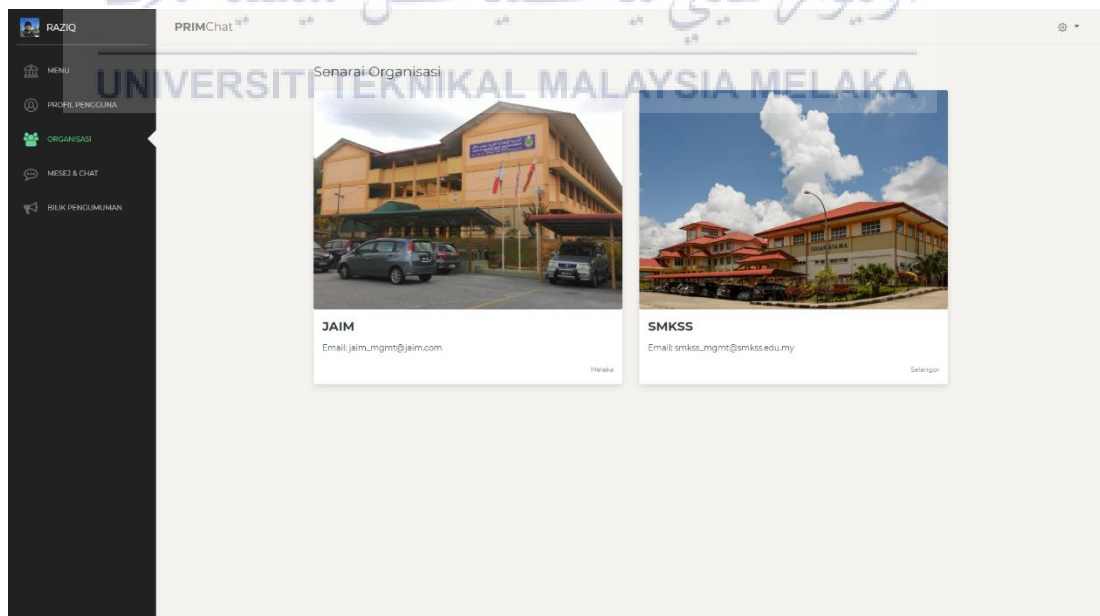 RAZIQ
PRIMChat
MENU
PROFIL PENGGUNA
ORGANISASI
MESEJ & CHAT
BILIK PENGUMUMAN
UNIVERSITI TEKNIKAL MALAYSIA MELAKA
Senarai Organisasi
JAIM
Email: jaim_mgmt@jaim.com
Melaka
SMKSS
Email: smkss_mgmt@smkss.edu.my
Selangor